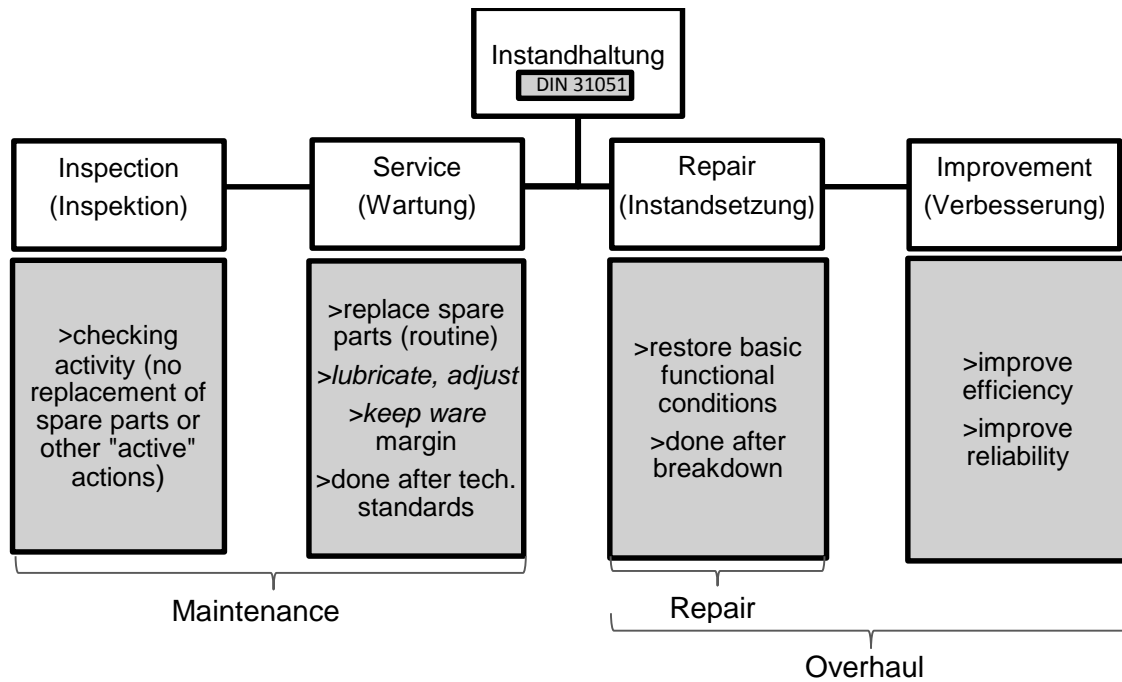 Instandhaltung
DIN 31051
Inspection
(Inspektion)
Service
(Wartung)
Repair
(Instandsetzung)
Improvement
(Verbesserung)
>checking
activity (no
replacement of
spare parts or
other "active"
actions)
>replace spare
parts (routine)
>lubricate, adjust
>keep ware
margin
>done after tech.
standards
>restore basic
functional
conditions
>done after
breakdown
>improve
efficiency
>improve
reliability
Maintenance
Repair
Overhaul